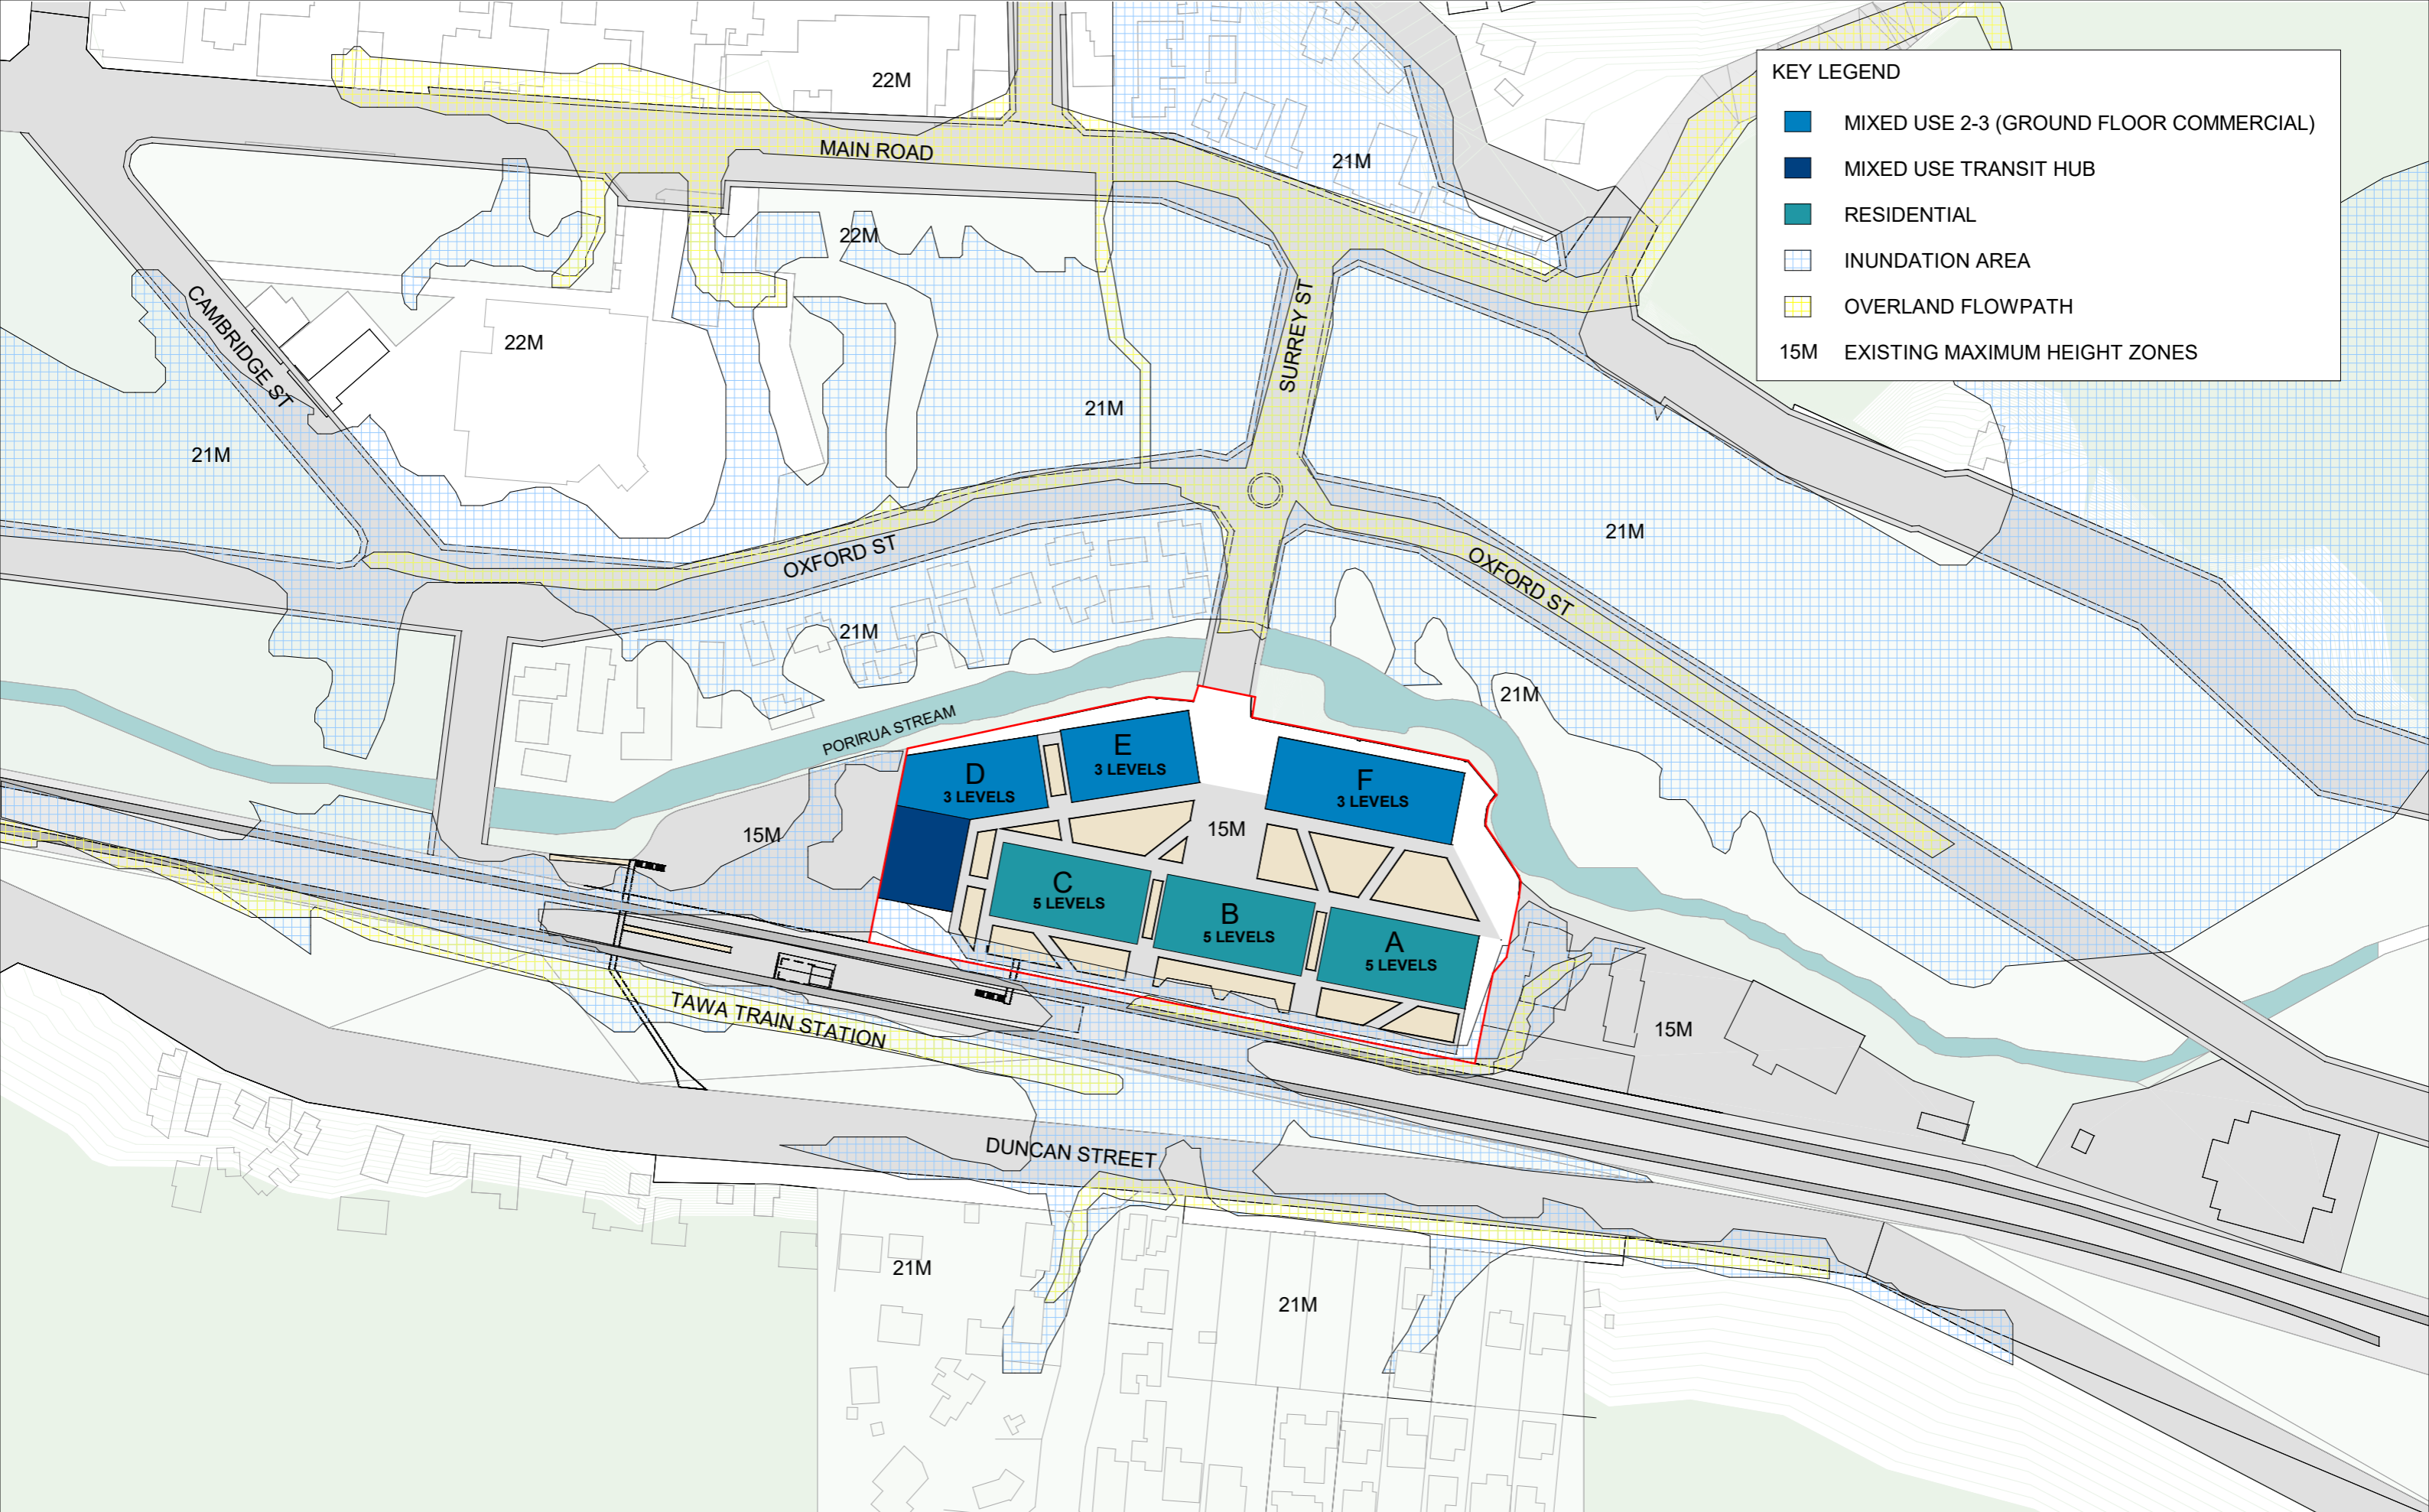 KEY LEGEND
MIXED USE 2-3 (GROUND FLOOR COMMERCIAL)
MIXED USE TRANSIT HUB
RESIDENTIAL
INUNDATION AREA
OVERLAND FLOWPATH
15M EXISTING MAXIMUM HEIGHT ZONES
22M
MAIN ROAD
21M
22M
CAMBRIDGE ST
22M
SURREY ST
21M
21M
21M
OXFORD ST
OXFORD ST
21M
21M
PORIRUA STREAM
E
3 LEVELS
D
3 LEVELS
F
3 LEVELS
15M
15M
C
5 LEVELS
B
5 LEVELS
A
5 LEVELS
TAWA TRAIN STATION
15M
DUNCAN STREET
21M
21M